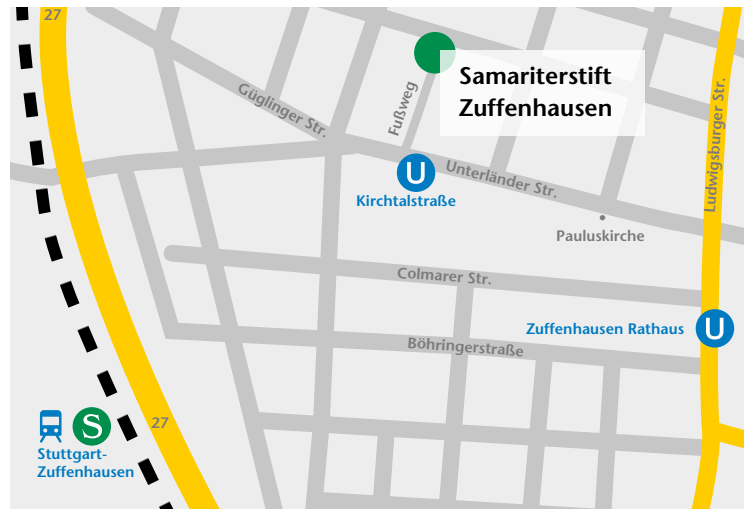 27
Samariterstift
Zuffenhausen
Güglinger Str.
Fußweg
Ludwigsburger Str.
U
Kirchtalstraße
Unterländer Str.
Pauluskirche
Colmarer Str.
Zuffenhausen Rathaus
U
Böhringerstraße
27
S
Stuttgart-
Zuffenhausen